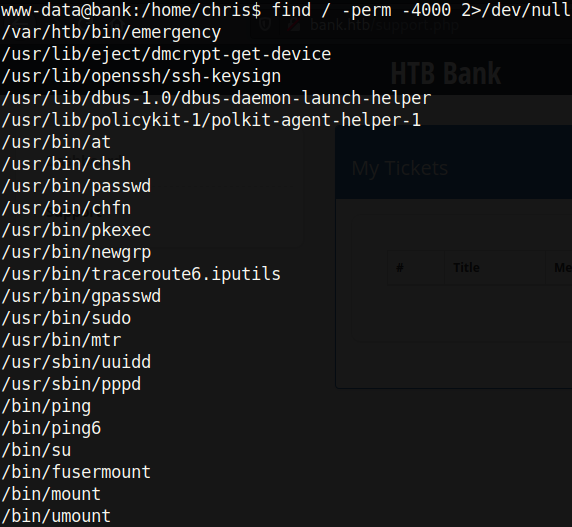 www-data@bank:/home/chris$ find / -perm -4000 2>/dev/null
/var/htb/bin/emergency
/usr/lib/eject/dmcrypt-get-device
/usr/lib/openssh/ssh-keysign
/usr/lib/dbus-1.0/dbus-daemon-launch-helper
/usr/lib/policykit-1/polkit-agent-helper-1
/usr/bin/at
/usr/bin/chsh
/usr/bin/passwd
/usr/bin/chfn
/usr/bin/pkexec
/usr/bin/newgrp
/usr/bin/traceroute6.iputils
/usr/bin/gpasswd
/usr/bin/sudo
/usr/bin/mtr
/usr/sbin/uuidd
/usr/sbin/pppd
/bin/ping
/bin/ping6
/bin/su
/bin/fusermount
/bin/mount
/bin/umount
bank.htb/support.php
HTB Bank
My Tickets
# Title